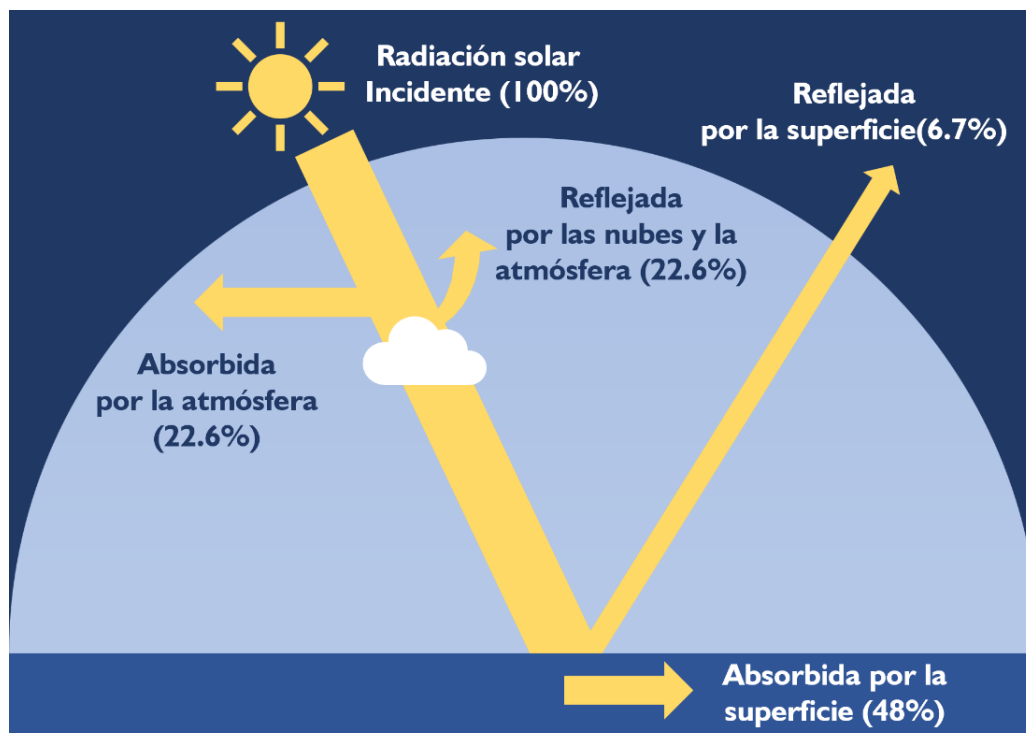 Radiación solar
Incidente (100%)
Reflejada
por la superficie(6.7%)
Reflejada
por las nubes y la
atmósfera (22.6%)
Absorbida
por la atmósfera
(22.6%)
Absorbida por la
superficie (48%)